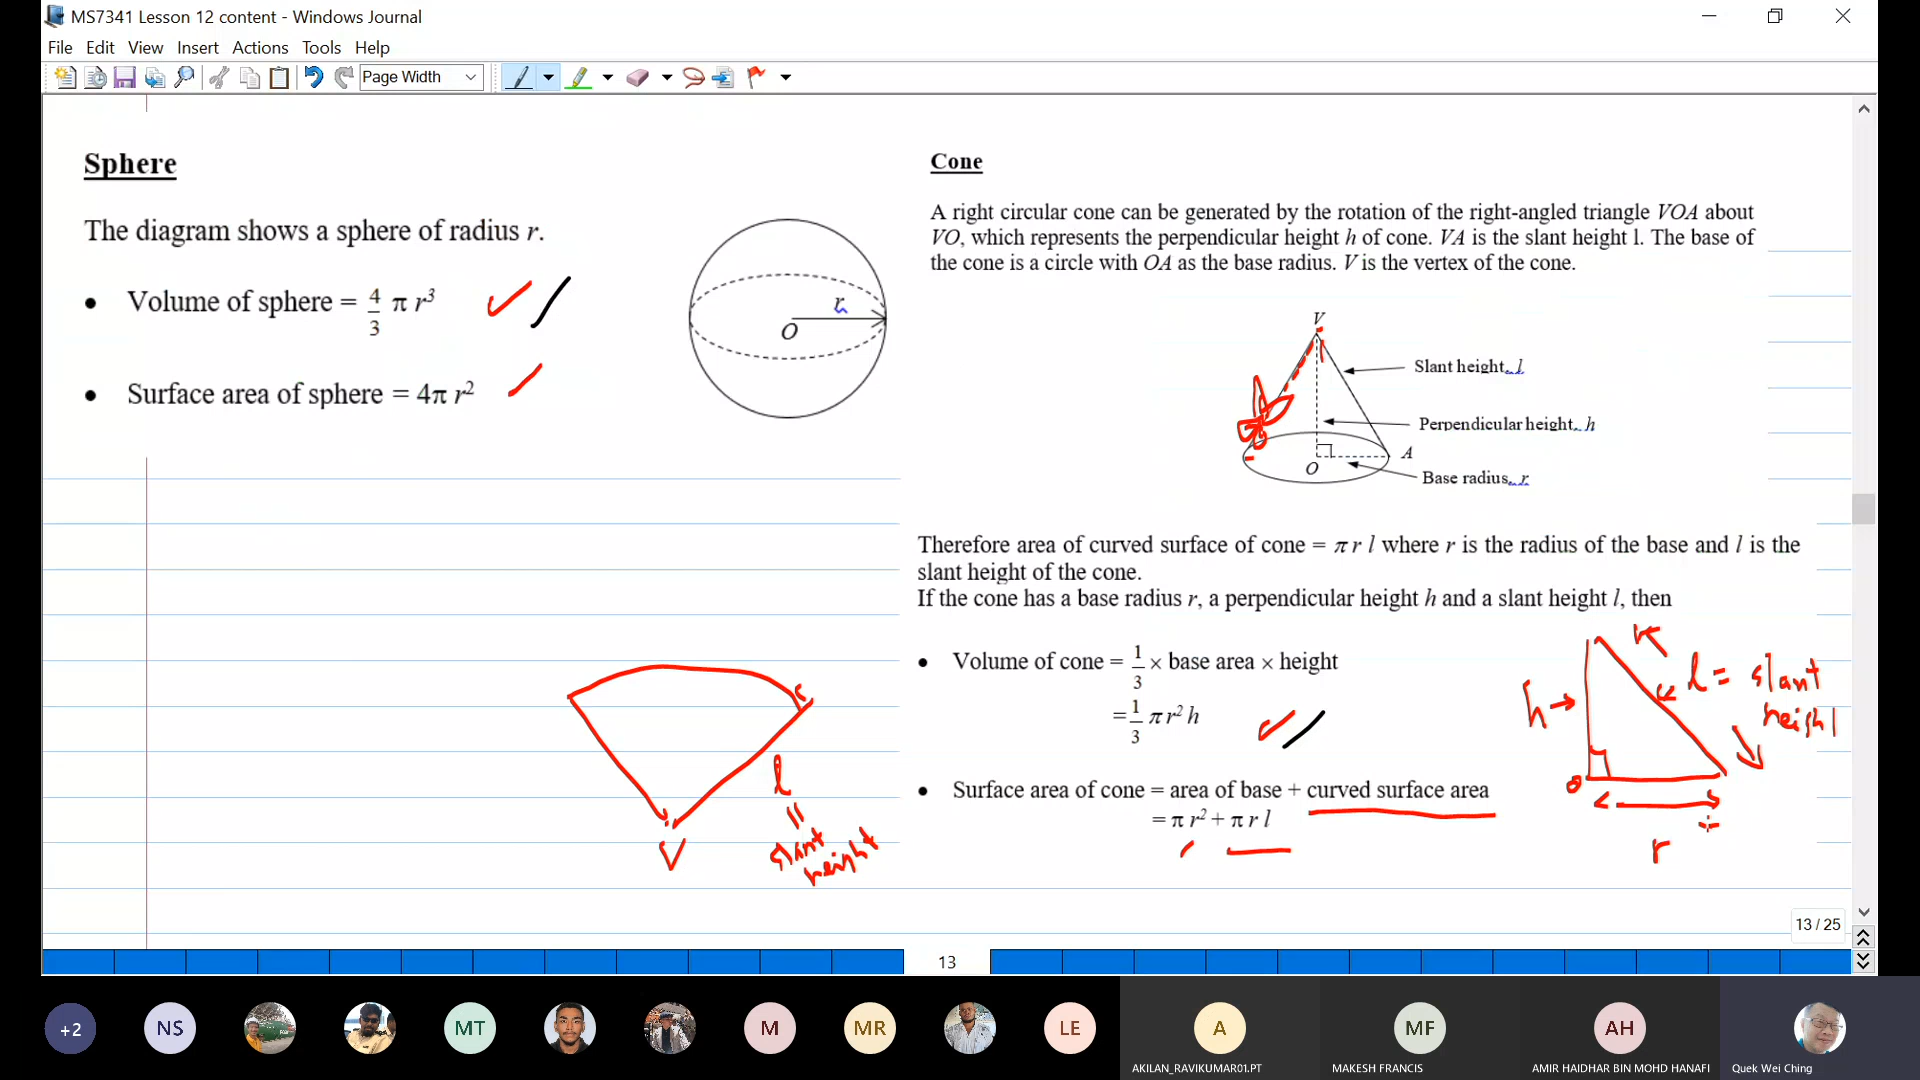 MS7341 Lesson 12 content - Windows Journal
File Edit View Insert Actions Tools Help
Page Width
Sphere
The diagram shows a sphere of radius r.
• Volume of sphere = 4/3 π r³
• Surface area of sphere = 4π r²
r
O
l
=
slant
height
V
Cone
A right circular cone can be generated by the rotation of the right-angled triangle VOA about
VO, which represents the perpendicular height h of cone. VA is the slant height l. The base of
the cone is a circle with OA as the base radius. V is the vertex of the cone.
V
Slant height, l
Perpendicular height, h
A
O
Base radius, r
Therefore area of curved surface of cone = π r l where r is the radius of the base and l is the
slant height of the cone.
If the cone has a base radius r, a perpendicular height h and a slant height l, then
• Volume of cone = 1/3 × base area × height
= 1/3 π r² h
• Surface area of cone = area of base + curved surface area
= π r² + π r l
h
l = slant
height
r
13 / 25
13
+2
NS
MT
M
MR
LE
A
MF
AH
AKILAN_RAVIKUMAR01.PT
MAKESH FRANCIS
AMIR HAIDHAR BIN MOHD HANAFI
Quek Wei Ching